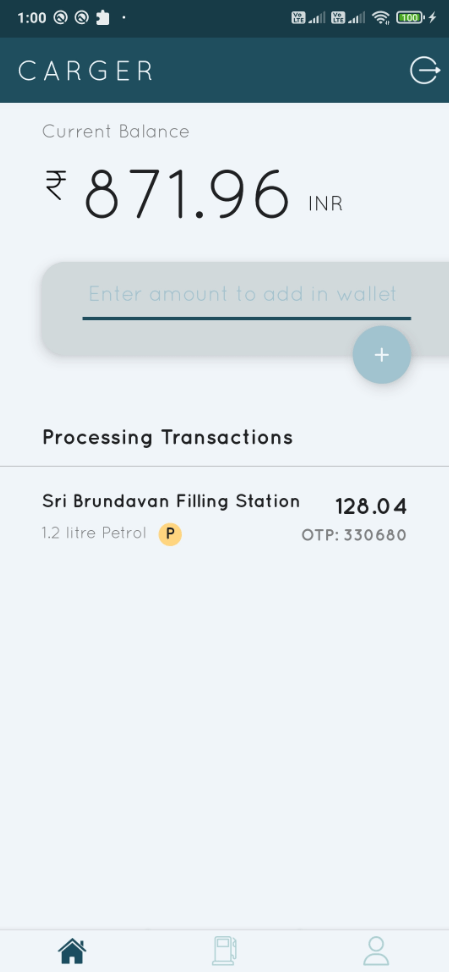 1:00
100
CARGER
Current Balance
₹ 871.96 INR
Enter amount to add in wallet
+
Processing Transactions
Sri Brundavan Filling Station 128.04
1.2 litre Petrol P OTP: 330680